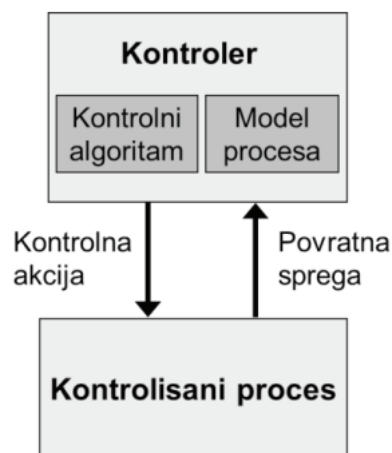 Kontroler
Kontrolni
algoritam
Model
procesa
Kontrolna
akcija
Povratna
sprega
Kontrolisani proces